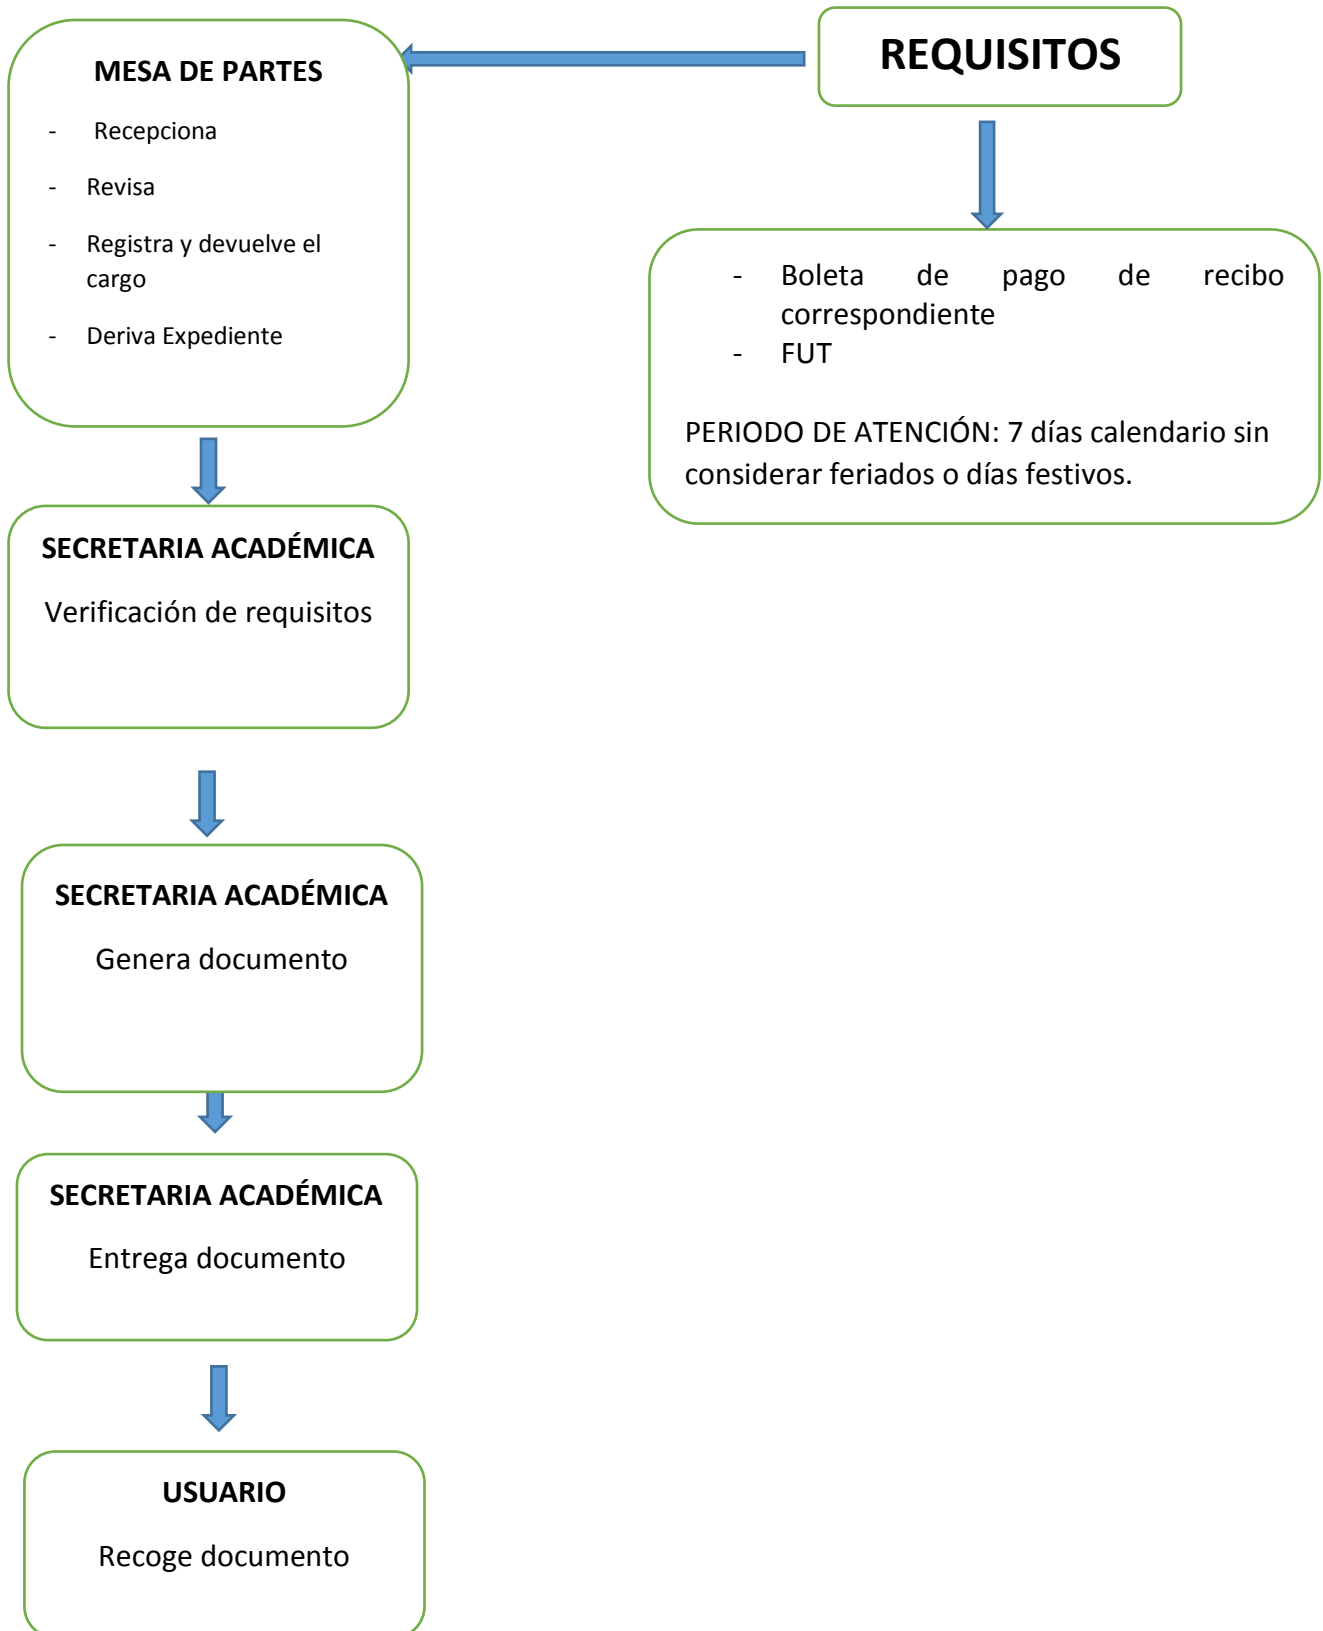 REQUISITOS
MESA DE PARTES
- Recepciona
- Revisa
- Registra y devuelve el
cargo
- Deriva Expediente
- Boleta de pago de recibo
correspondiente
- FUT
PERIODO DE ATENCIÓN: 7 días calendario sin
considerar feriados o días festivos.
SECRETARIA ACADÉMICA
Verificación de requisitos
SECRETARIA ACADÉMICA
Genera documento
SECRETARIA ACADÉMICA
Entrega documento
USUARIO
Recoge documento